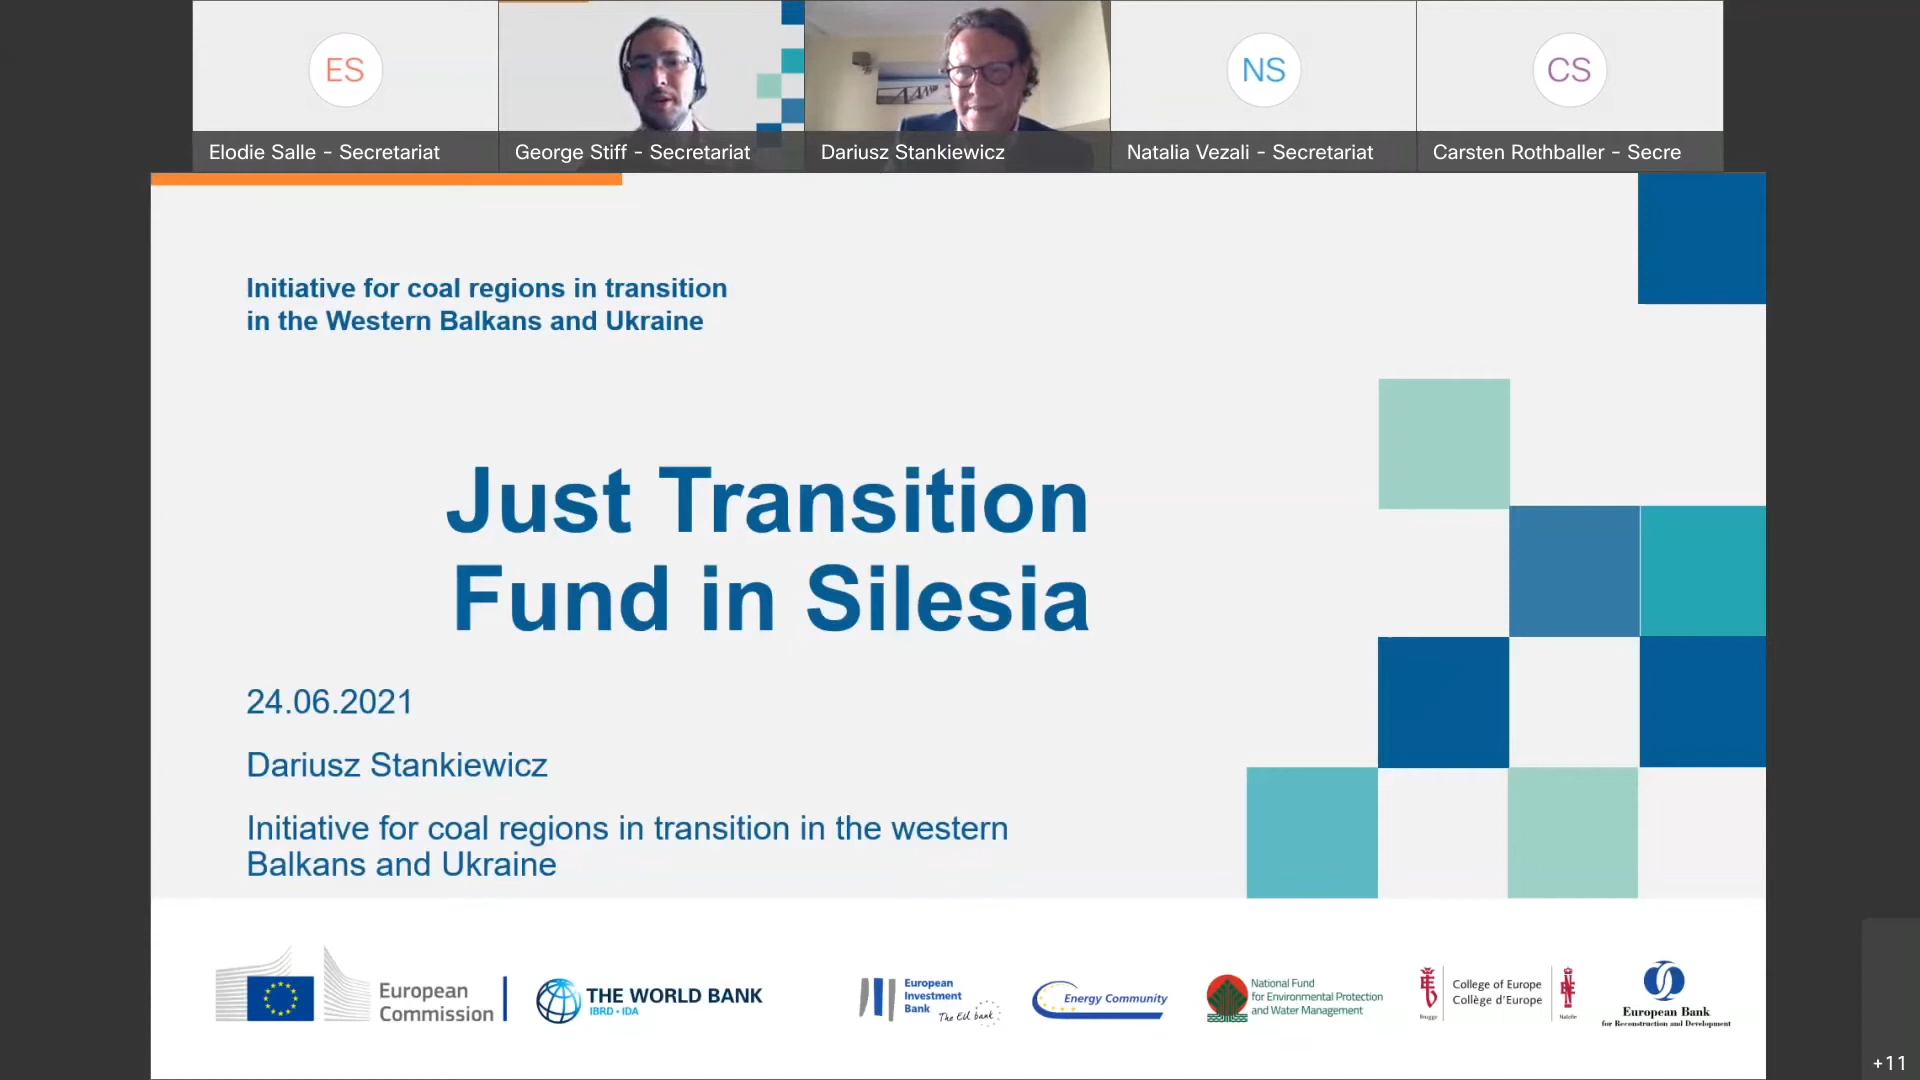 ES
NS
CS
Elodie Salle - Secretariat
George Stiff - Secretariat
Dariusz Stankiewicz
Natalia Vezali - Secretariat
Carsten Rothballer - Secre
Initiative for coal regions in transition
in the Western Balkans and Ukraine
Just Transition
Fund in Silesia
24.06.2021
Dariusz Stankiewicz
Initiative for coal regions in transition in the western
Balkans and Ukraine
European
Commission
THE WORLD BANK
IBRD • IDA
European
Investment
Bank
The EU bank
Energy Community
National Fund
for Environmental Protection
and Water Management
College of Europe
Collège d'Europe
Brugge
Natolin
European Bank
for Reconstruction and Development
+11